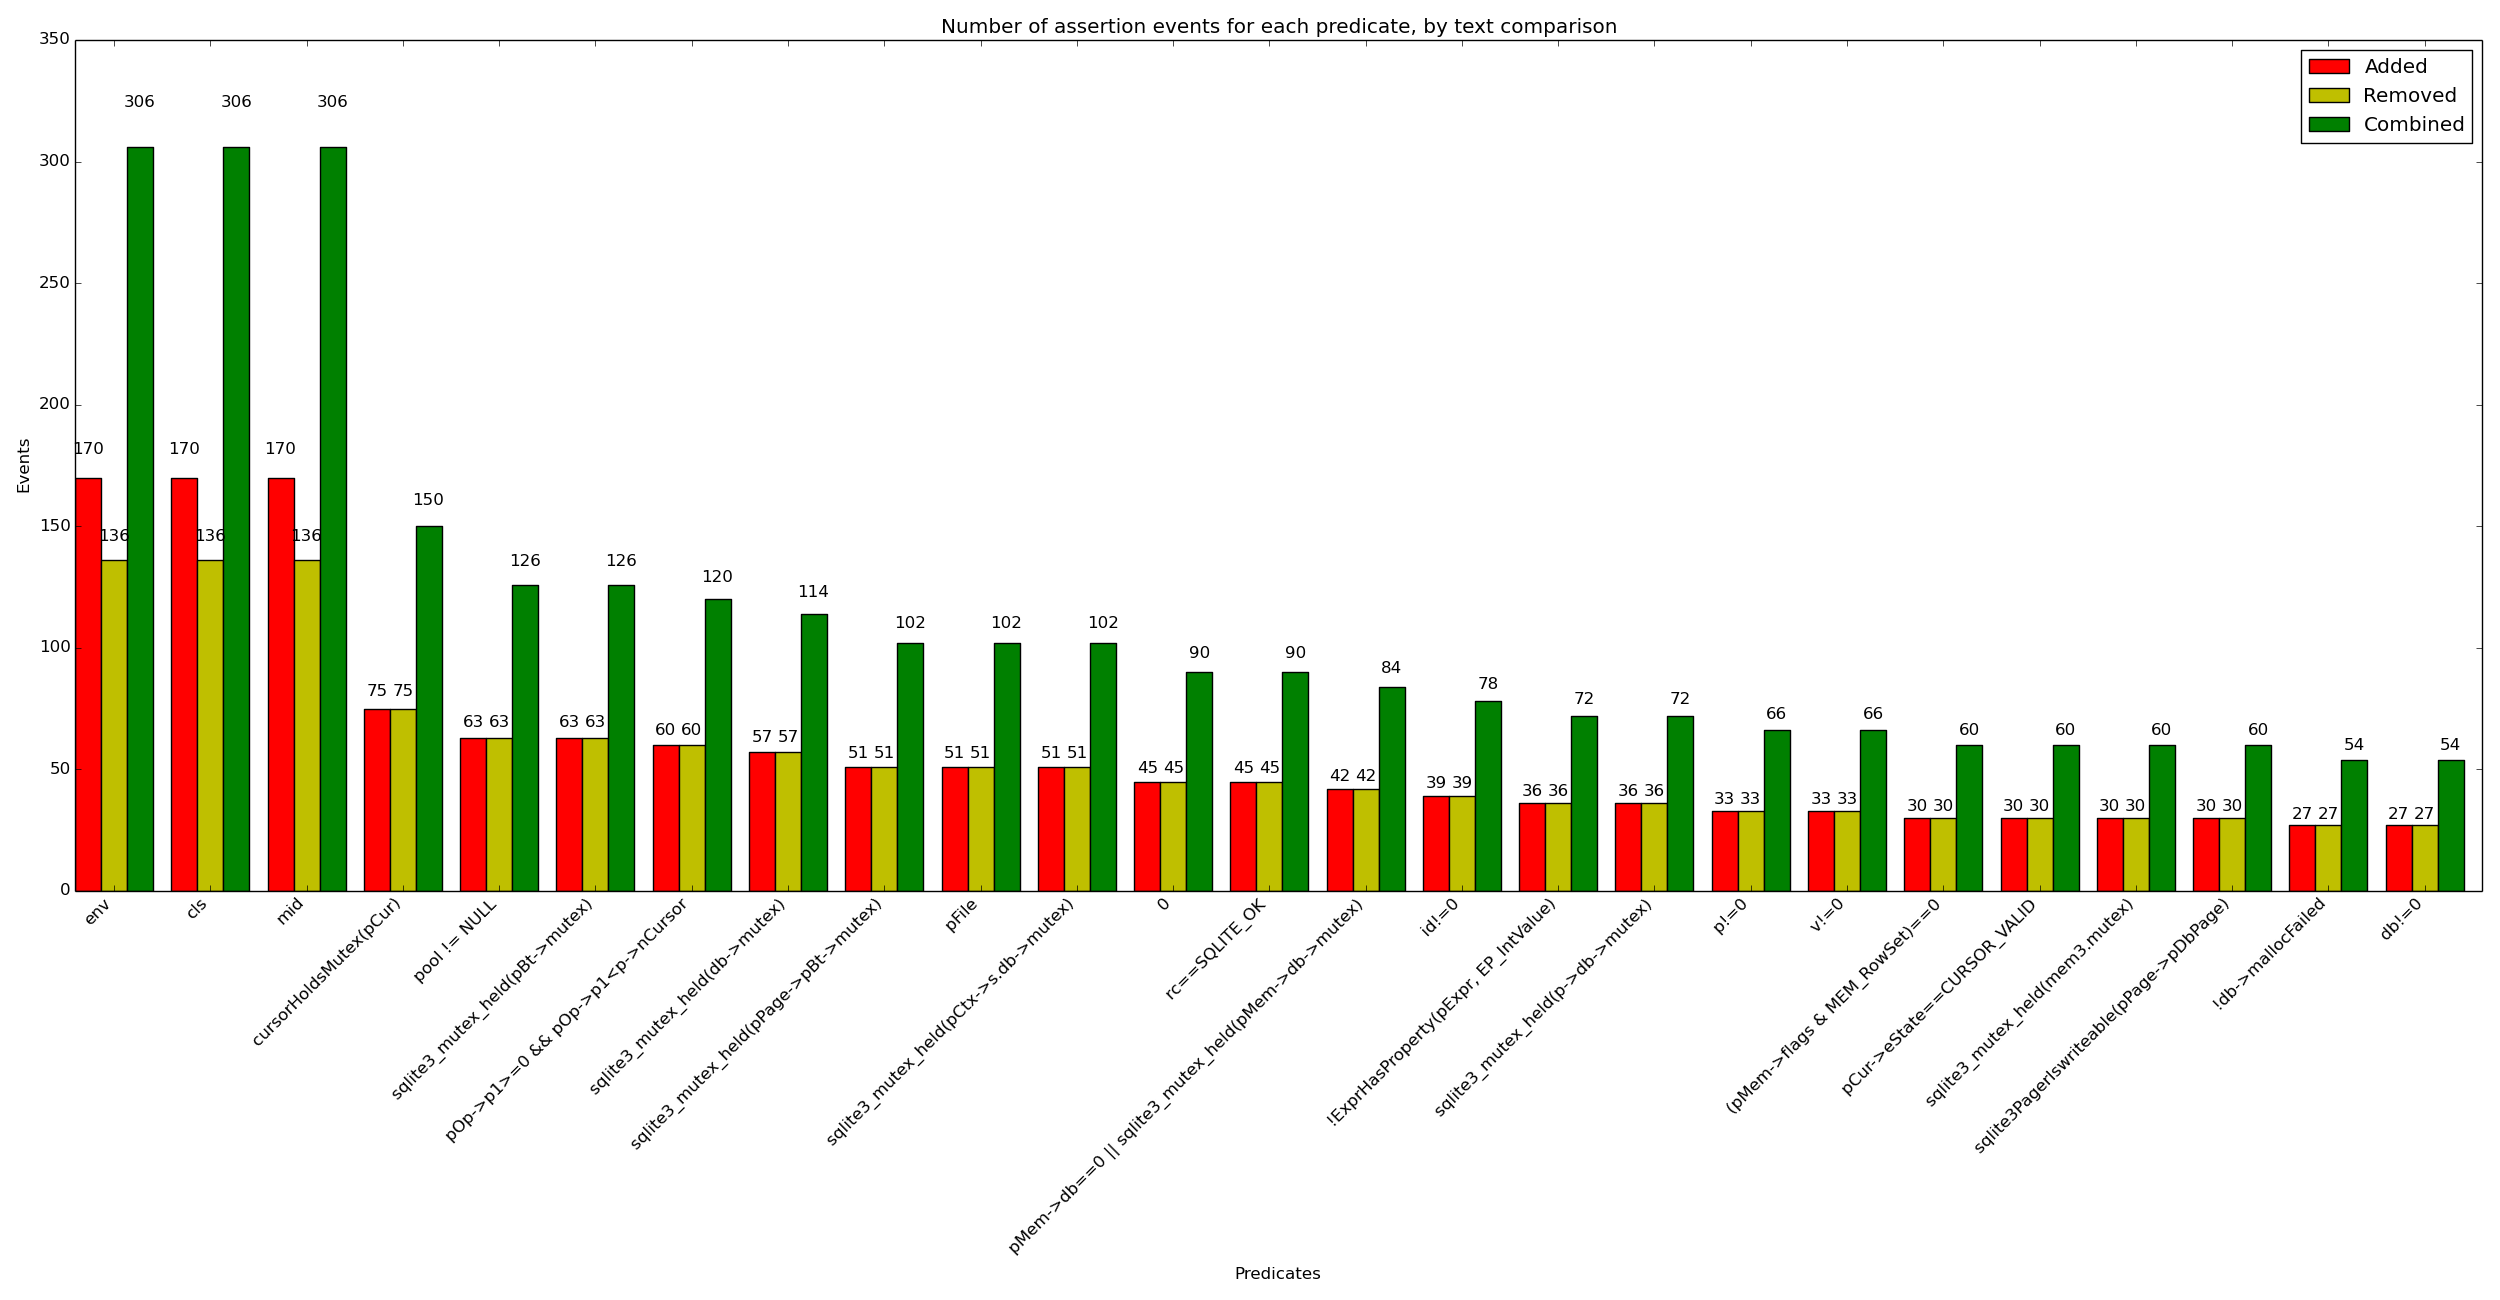 Number of assertion events for each predicate, by text comparison
Added
Removed
Combined
Events
350
300
250
200
150
100
50
0
170 136 306
170 136 306
170 136 306
75 75 150
63 63 126
63 63 126
60 60 120
57 57 114
51 51 102
51 51 102
51 51 102
45 45 90
45 45 90
42 42 84
39 39 78
36 36 72
36 36 72
33 33 66
33 33 66
30 30 60
30 30 60
30 30 60
30 30 60
27 27 54
27 27 54
env
cls
mid
cursorHoldsMutex(pCur)
pool != NULL
sqlite3_mutex_held(pBt->mutex)
pOp->p1>=0 && pOp->p1<p->nCursor
sqlite3_mutex_held(db->mutex)
sqlite3_mutex_held(pPage->pBt->mutex)
pFile
sqlite3_mutex_held(pCtx->s.db->mutex)
0
rc==SQLITE_OK
pMem->db==0 || sqlite3_mutex_held(pMem->db->mutex)
id!=0
!ExprHasProperty(pExpr, EP_IntValue)
sqlite3_mutex_held(p->db->mutex)
p!=0
v!=0
(pMem->flags & MEM_RowSet)==0
pCur->eState==CURSOR_VALID
sqlite3_mutex_held(mem3.mutex)
sqlite3PagerIswriteable(pPage->pDbPage)
!db->mallocFailed
db!=0
Predicates